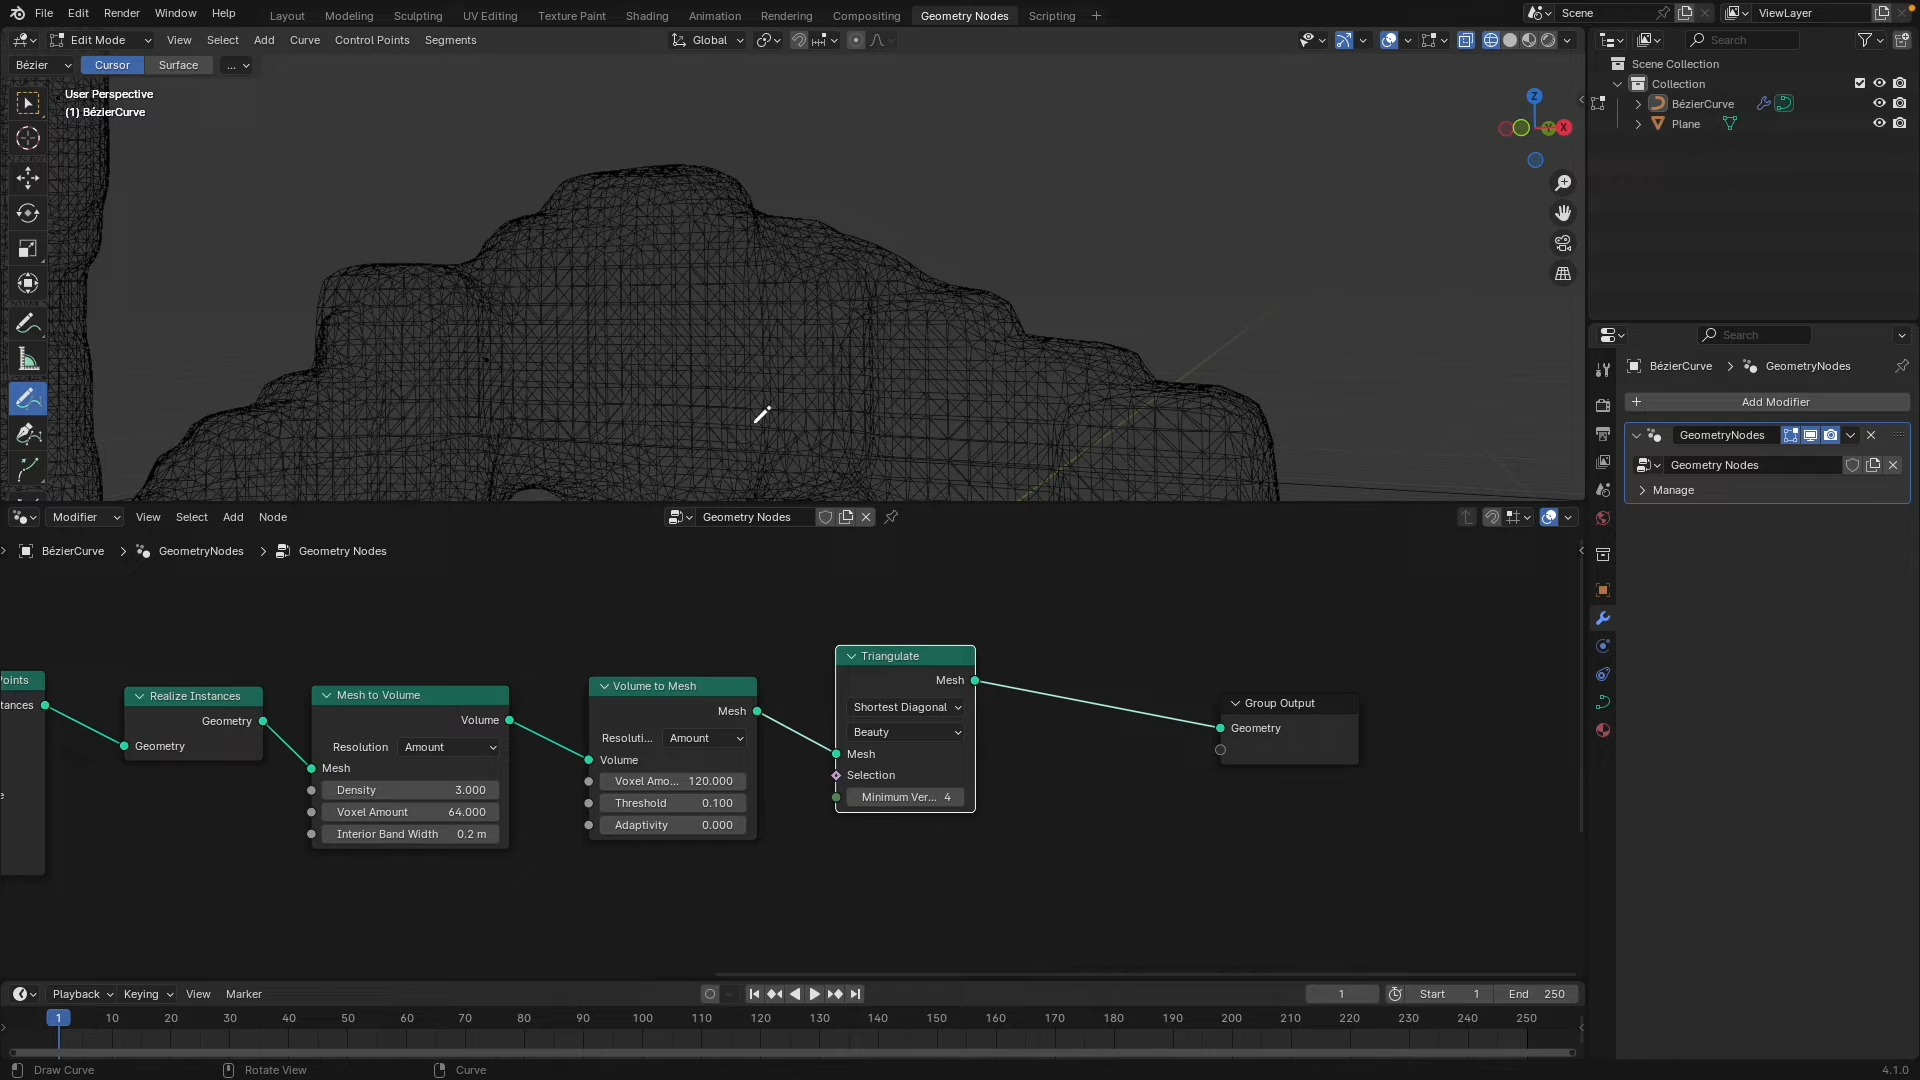 File Edit Render Window Help Layout Modeling Sculpting UV Editing Texture Paint Shading Animation Rendering Compositing Geometry Nodes Scripting + Scene ViewLayer
Edit Mode View Select Add Curve Control Points Segments Global Search
Bézier Cursor Surface ...
User Perspective
(1) BézierCurve
Z
Y
X
Scene Collection
Collection
BézierCurve
Plane
Search
BézierCurve GeometryNodes
+ Add Modifier
GeometryNodes
Geometry Nodes
Manage
Modifier View Select Add Node Geometry Nodes
BézierCurve > GeometryNodes > Geometry Nodes
Points
tances
e
Realize Instances
Geometry
Geometry
Mesh to Volume
Volume
Resolution Amount
Mesh
Density 3.000
Voxel Amount 64.000
Interior Band Width 0.2 m
Volume to Mesh
Mesh
Resoluti... Amount
Volume
Voxel Amo... 120.000
Threshold 0.100
Adaptivity 0.000
Triangulate
Mesh
Shortest Diagonal
Beauty
Mesh
Selection
Minimum Ver... 4
Group Output
Geometry
Playback Keying View Marker 1 Start 1 End 250
1 10 20 30 40 50 60 70 80 90 100 110 120 130 140 150 160 170 180 190 200 210 220 230 240 250
Draw Curve Rotate View Curve 4.1.0